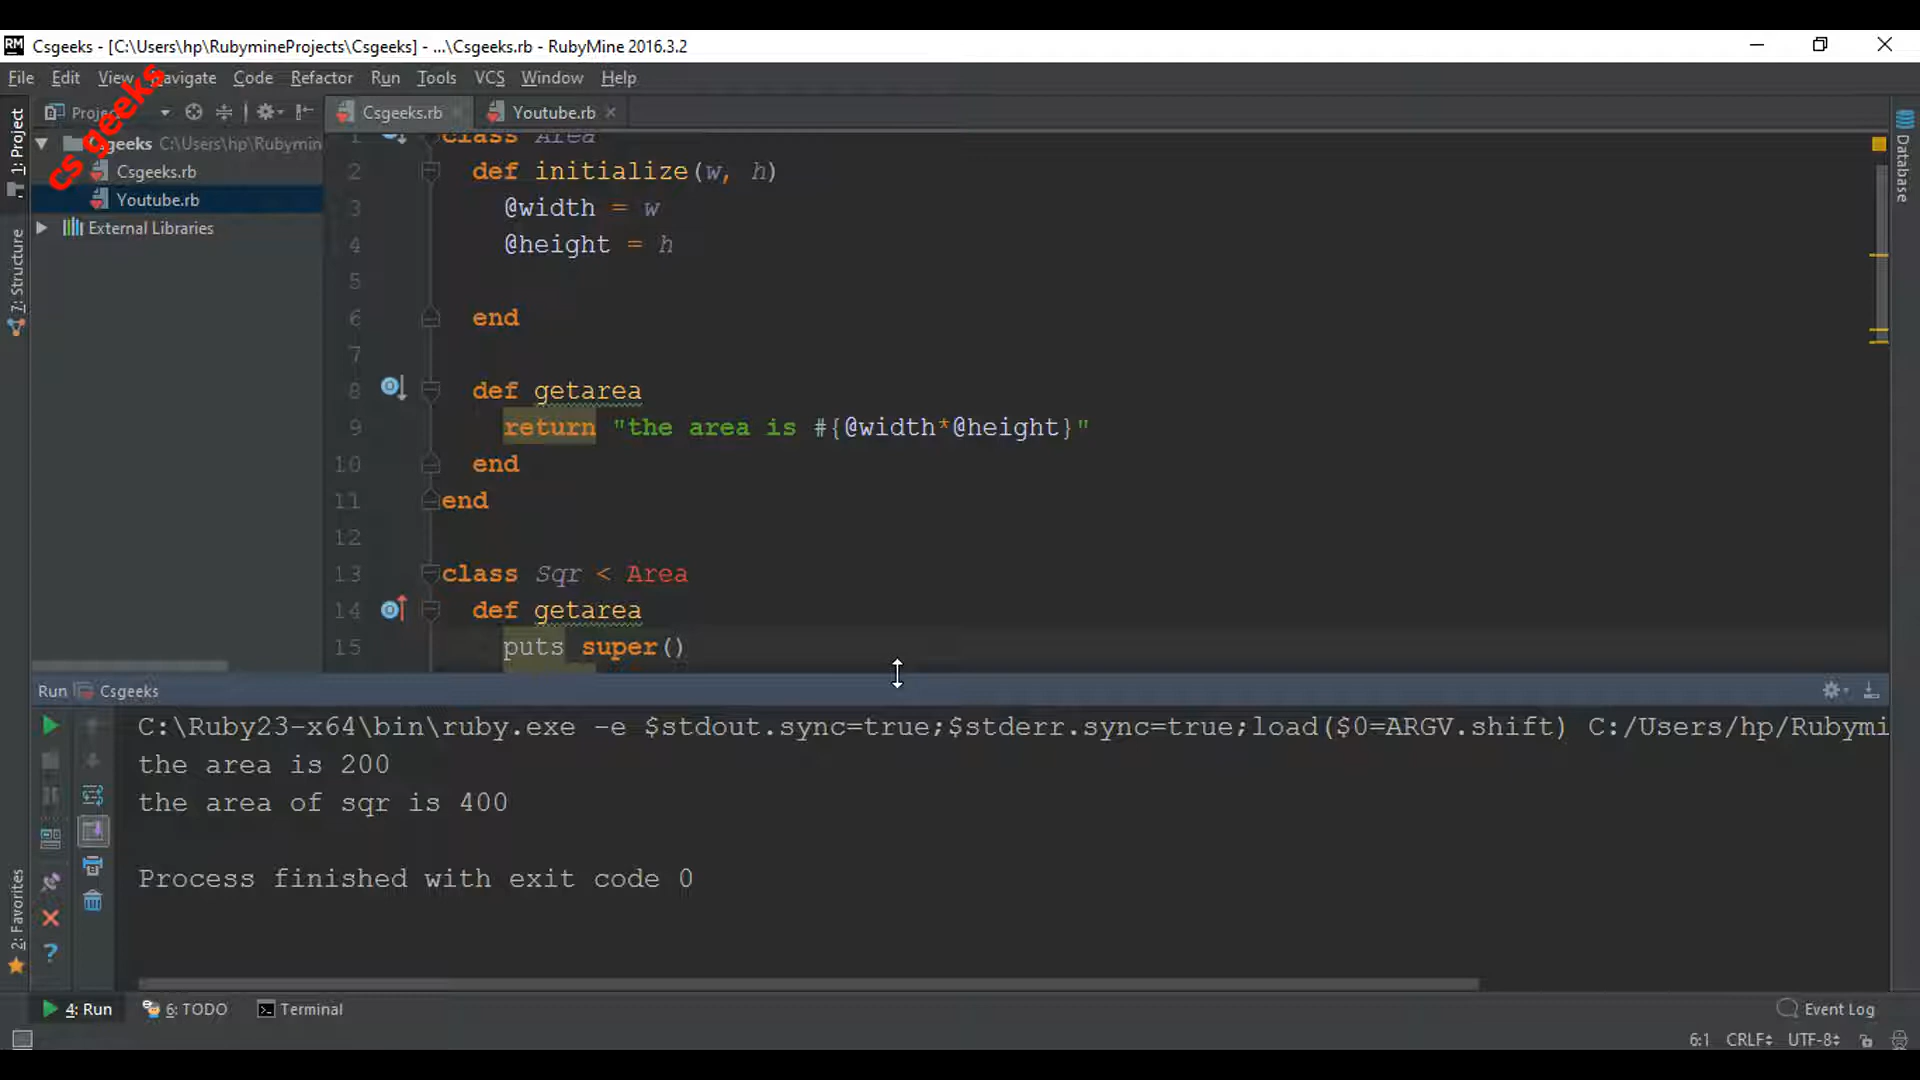 Csgeeks - [C:\Users\hp\RubymineProjects\Csgeeks] - ...\Csgeeks.rb - RubyMine 2016.3.2
File Edit View Navigate Code Refactor Run Tools VCS Window Help
cs geeks
1: Project
7: Structure
2: Favorites
Database
Csgeeks.rb
Youtube.rb
C:\Users\hp\Rubymin
Csgeeks.rb
Youtube.rb
External Libraries
1 class Area
2 def initialize(w, h)
3 @width = w
4 @height = h
5
6 end
7
8 def getarea
9 return "the area is #{@width*@height}"
10 end
11 end
12
13 class Sqr < Area
14 def getarea
15 puts super()
Run Csgeeks
C:\Ruby23-x64\bin\ruby.exe -e $stdout.sync=true;$stderr.sync=true;load($0=ARGV.shift) C:/Users/hp/Rubymi
the area is 200
the area of sqr is 400
Process finished with exit code 0
4: Run 6: TODO Terminal Event Log
6:1 CRLF UTF-8